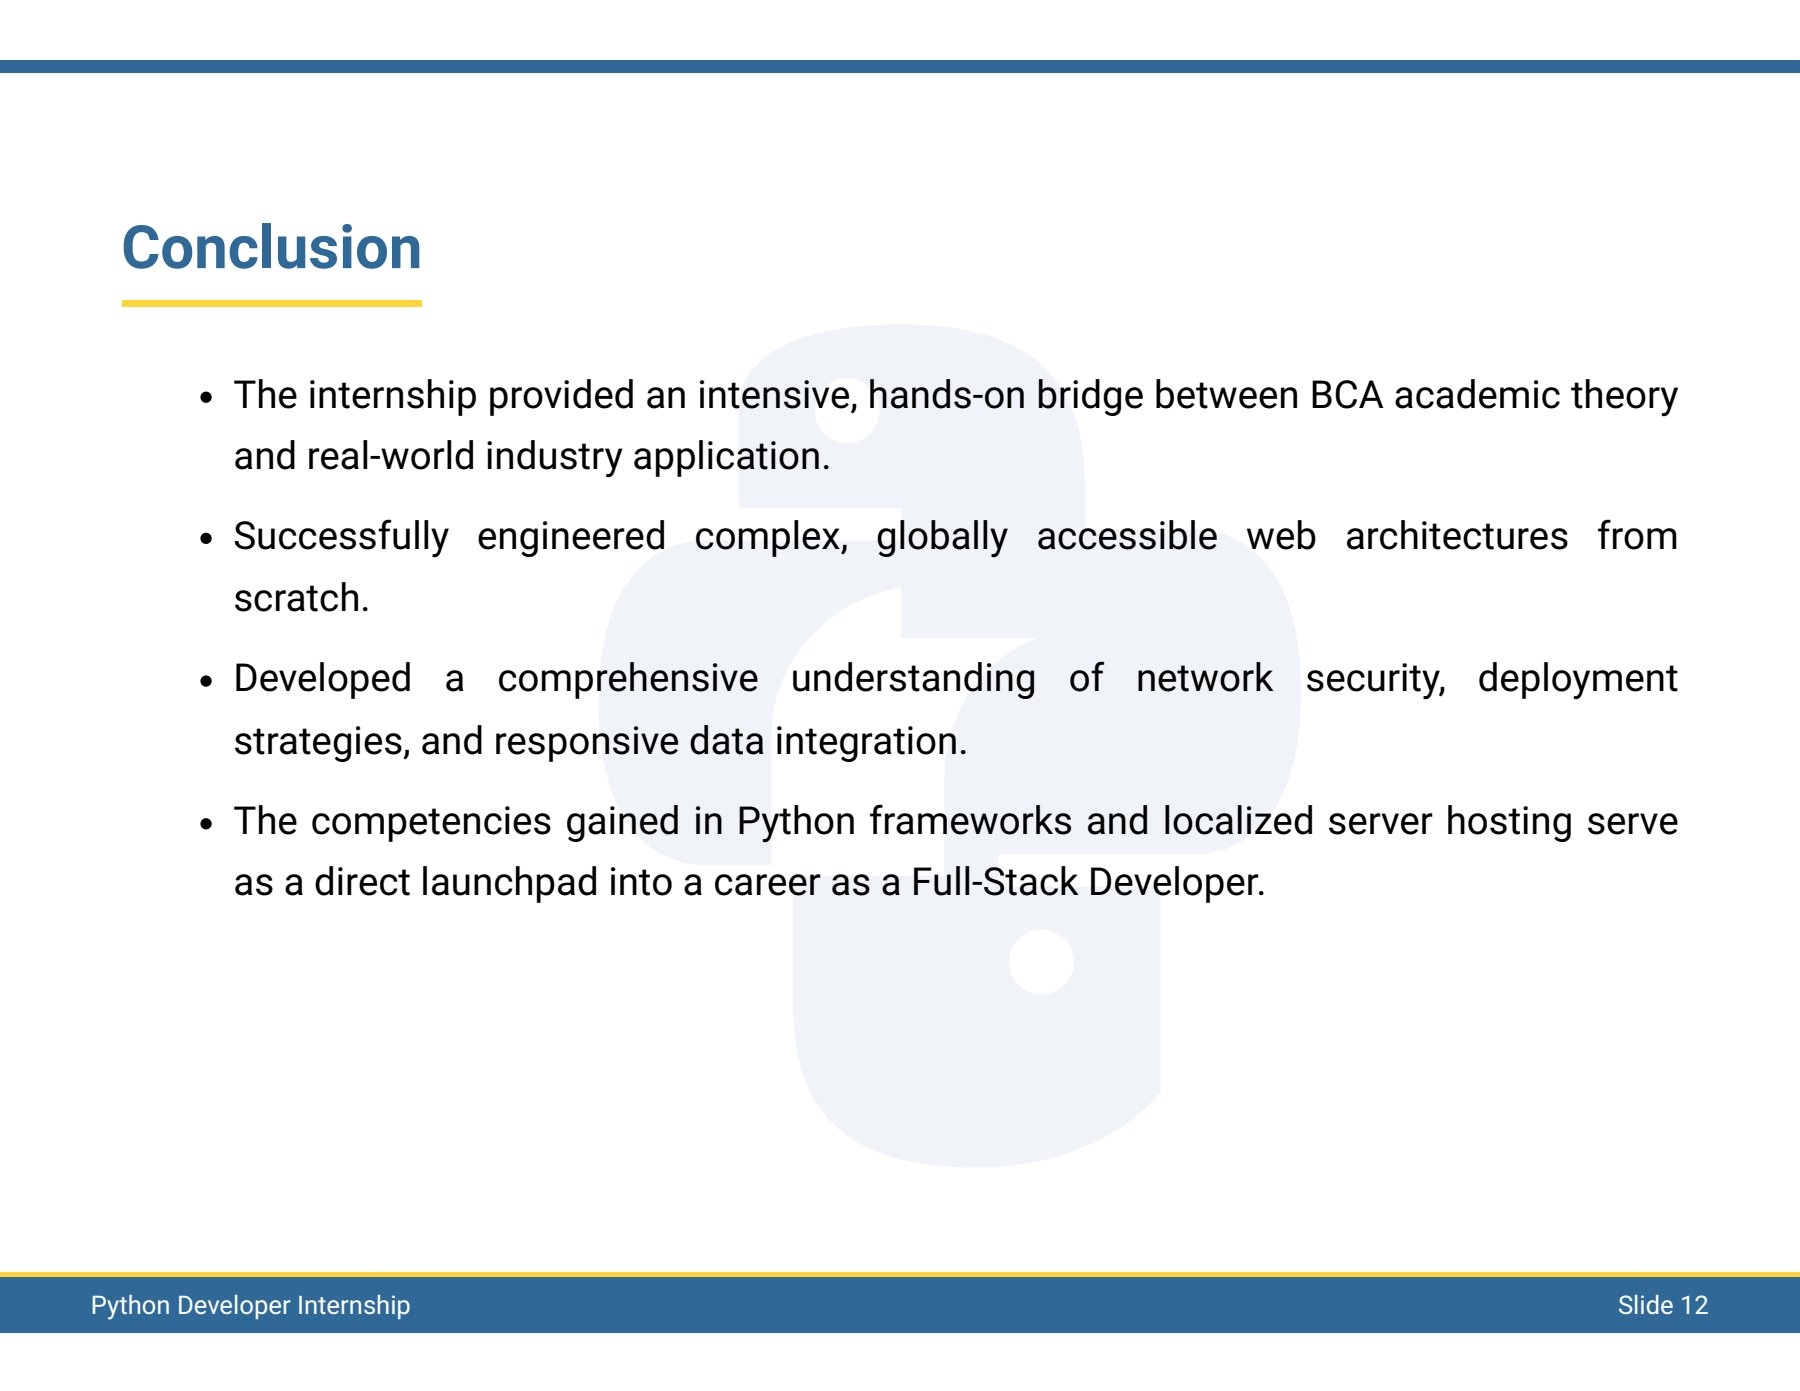 Conclusion
• The internship provided an intensive, hands-on bridge between BCA academic theory
and real-world industry application.
• Successfully engineered complex, globally accessible web architectures from
scratch.
• Developed a comprehensive understanding of network security, deployment
strategies, and responsive data integration.
• The competencies gained in Python frameworks and localized server hosting serve
as a direct launchpad into a career as a Full-Stack Developer.
Python Developer Internship
Slide 12